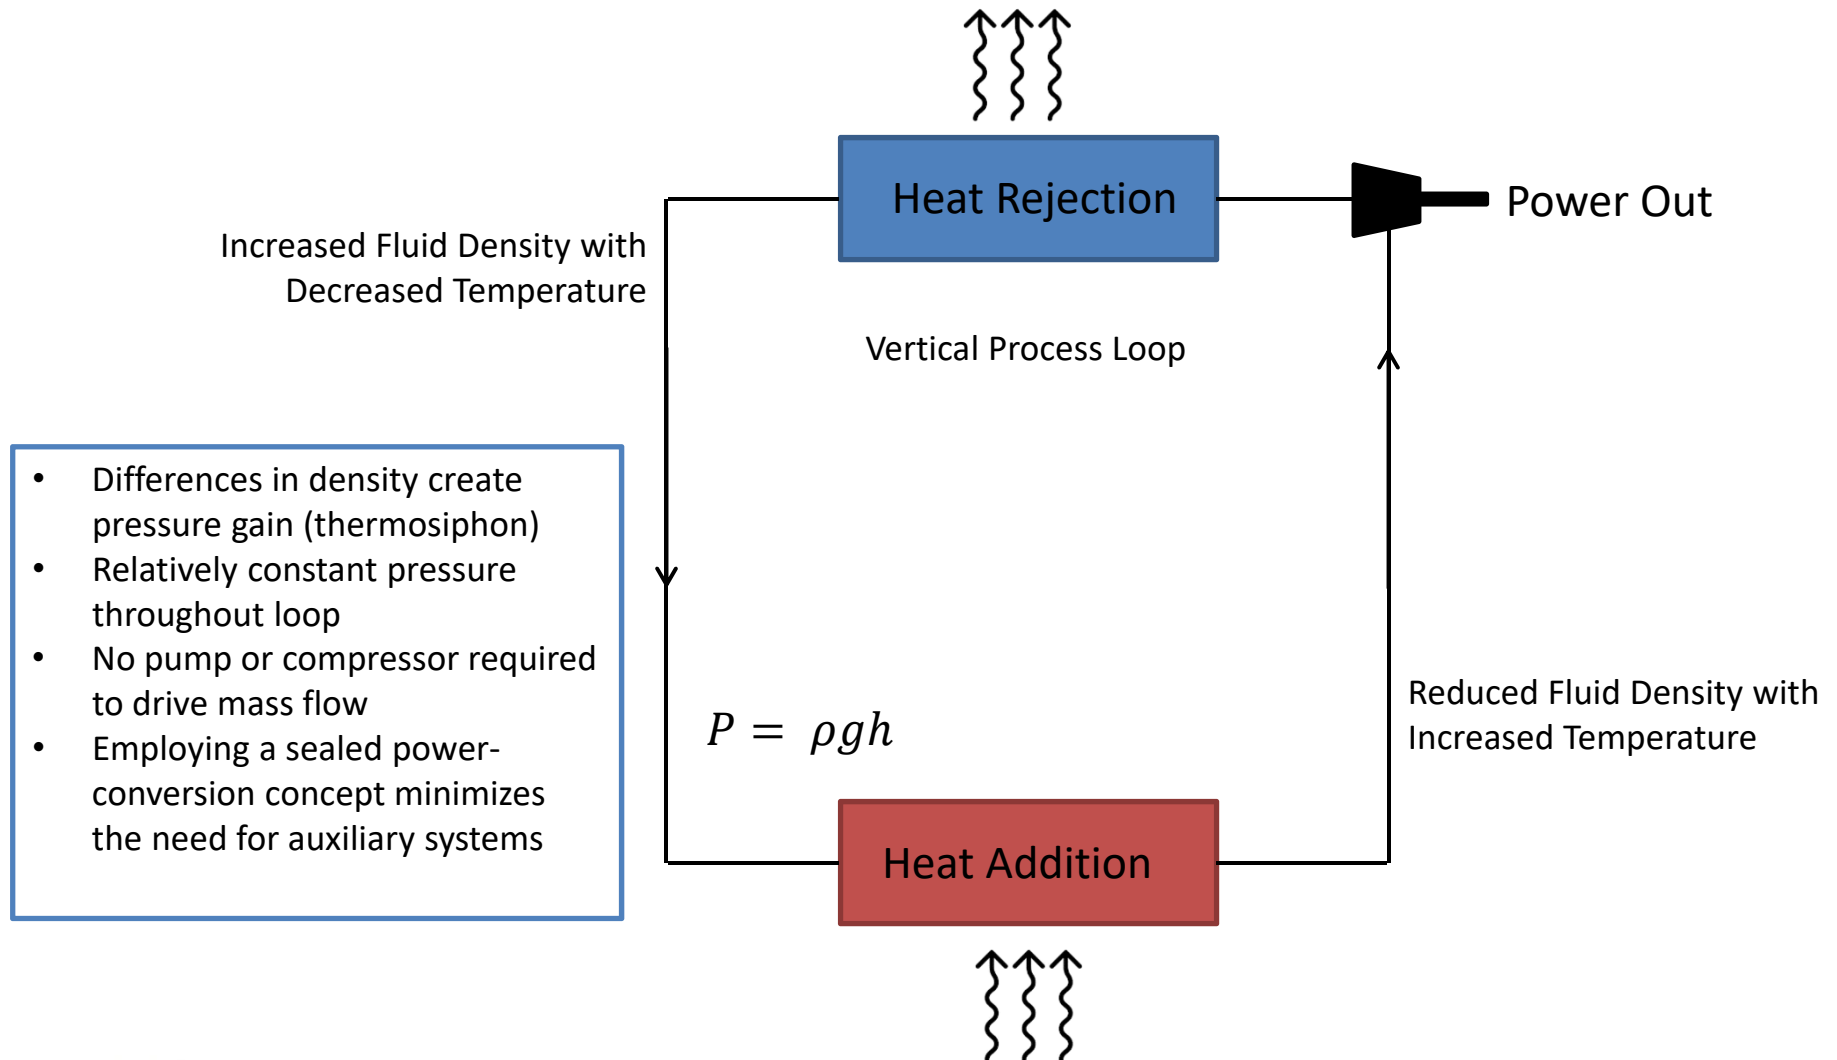 Heat Rejection
Power Out
Increased Fluid Density with
Decreased Temperature
Vertical Process Loop
• Differences in density create
pressure gain (thermosiphon)
• Relatively constant pressure
throughout loop
• No pump or compressor required
to drive mass flow
• Employing a sealed power-
conversion concept minimizes
the need for auxiliary systems
P = ρgh
Reduced Fluid Density with
Increased Temperature
Heat Addition